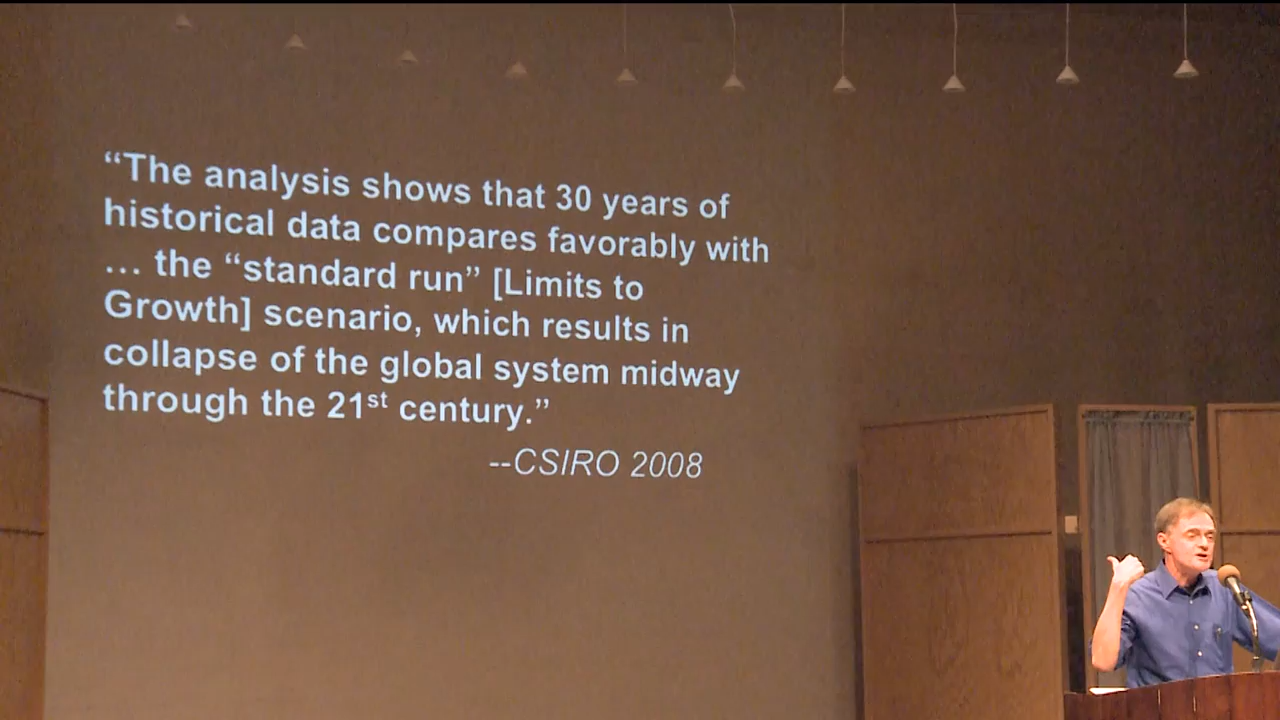 “The analysis shows that 30 years of
historical data compares favorably with
… the “standard run” [Limits to
Growth] scenario, which results in
collapse of the global system midway
through the 21st century.”
--CSIRO 2008